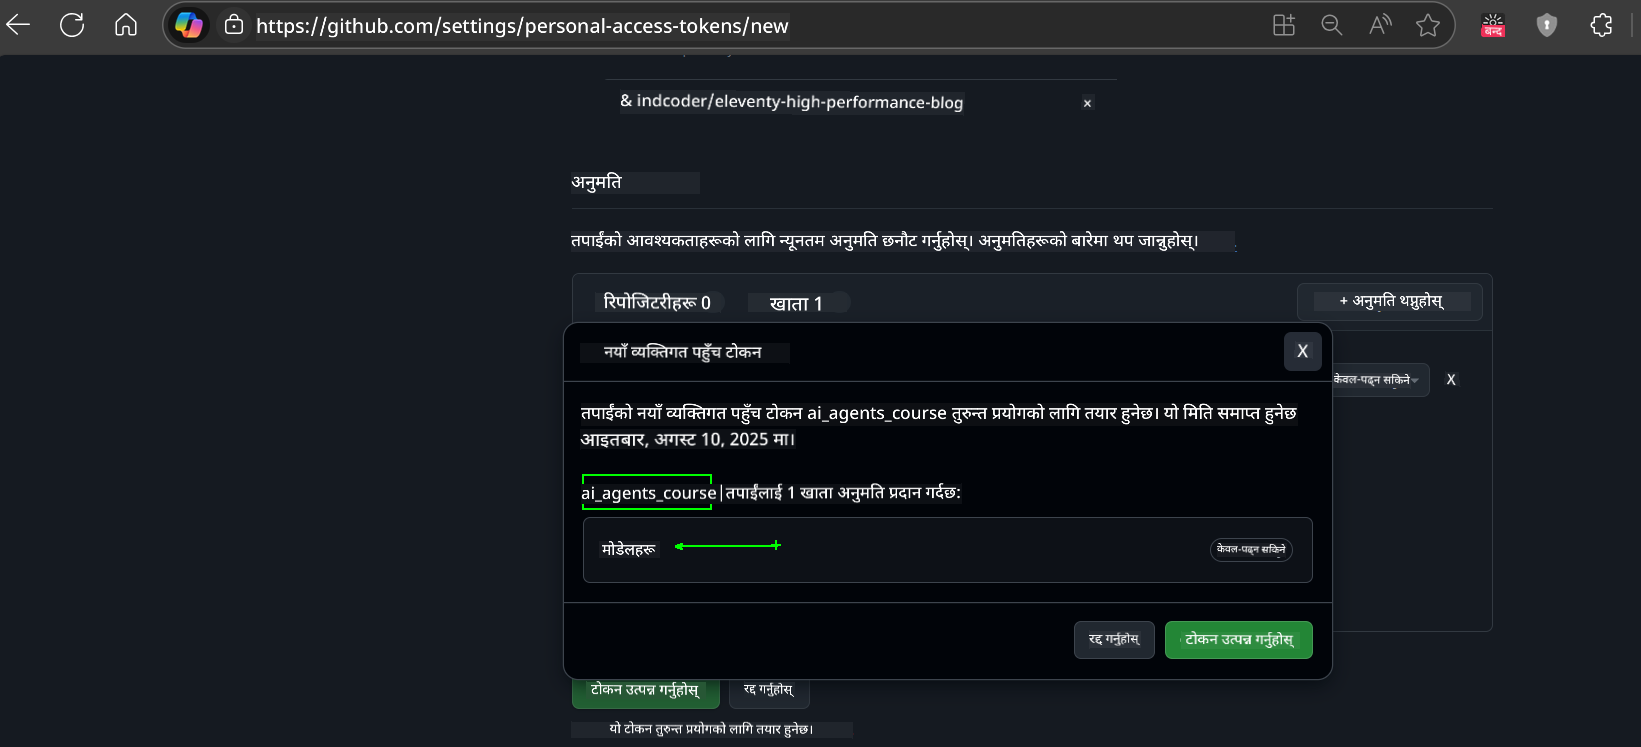 https://github.com/settings/personal-access-tokens/new
बन्द
& indcoder/eleventy-high-performance-blog x
अनुमति
तपाईंको आवश्यकताहरूको लागि न्यूनतम अनुमति छनौट गर्नुहोस्। अनुमतिहरूको बारेमा थप जान्नुहोस्।
रिपोजिटरीहरू 0 खाता 1 + अनुमति थप्नुहोस्
नयाँ व्यक्तिगत पहुँच टोकन X
केवल-पढ्न सकिने X
तपाईंको नयाँ व्यक्तिगत पहुँच टोकन ai_agents_course तुरुन्त प्रयोगको लागि तयार हुनेछ। यो मिति समाप्त हुनेछ
आइतबार, अगस्ट 10, 2025 मा।
ai_agents_course|तपाईंलाई 1 खाता अनुमति प्रदान गर्दछ:
मोडेलहरू केवल-पढ्न सकिने
रद्द गर्नुहोस् टोकन उत्पन्न गर्नुहोस्
टोकन उत्पन्न गर्नुहोस् रद्द गर्नुहोस्
यो टोकन तुरुन्त प्रयोगको लागि तयार हुनेछ।